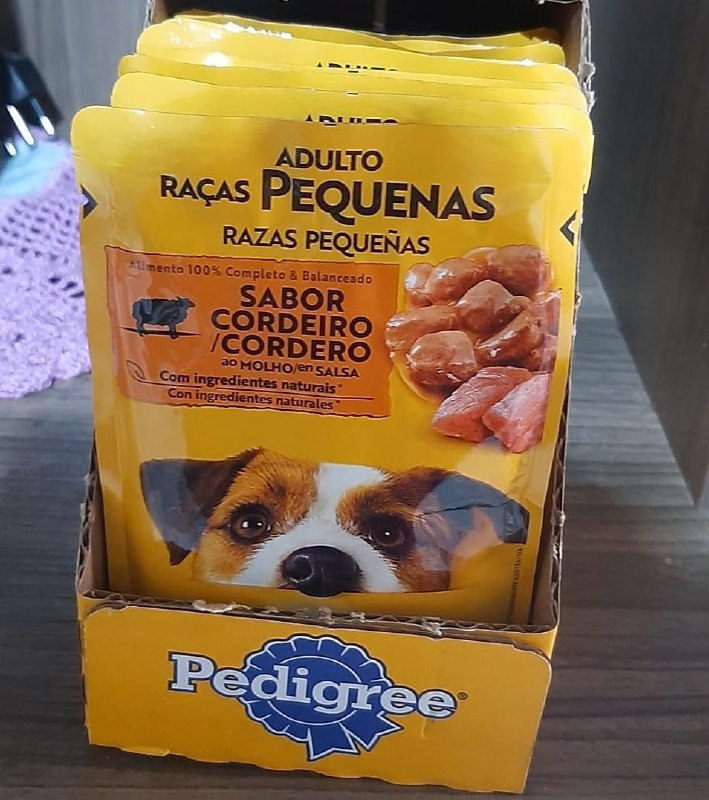 ADULTO
ADULTO
ADULTO
RAÇAS PEQUENAS
RAZAS PEQUEÑAS
Alimento 100% Completo & Balanceado
SABOR
CORDEIRO
/CORDERO
ao MOLHO/en SALSA
Com ingredientes naturais*
Con ingredientes naturales*
Pedigree®